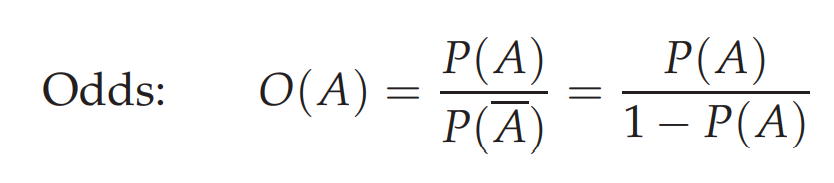 Odds: O(A) = P(A) / P(A̅) = P(A) / 1 − P(A)